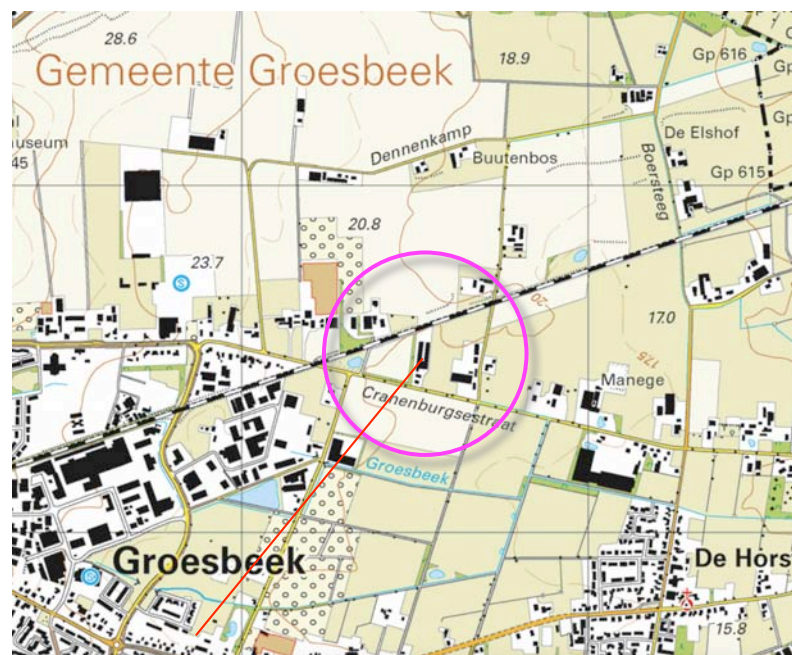 28.6
18.9
Gp 616
Gemeente Groesbeek
De Elshof
useum
45
Dennenkamp
Buutenbos
Boersteeg
Gp 615
20.8
23.7
20
17.0
175
Manege
Cranenburgsestraat
Groesbeek
Groesbeek
De Hors
15.8